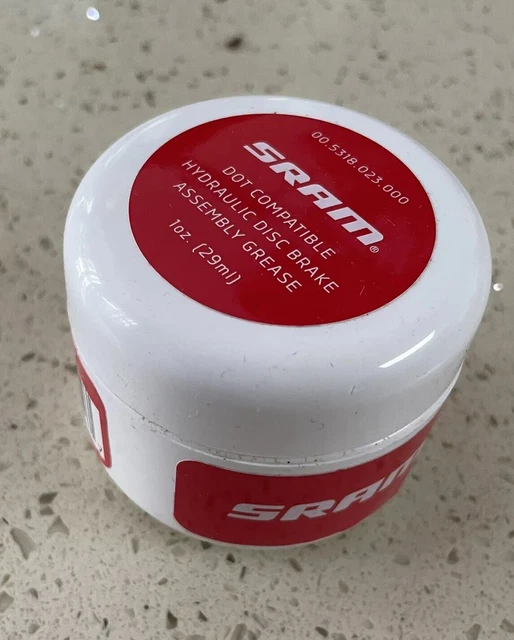 00.5318.023.000
SRAM®
DOT COMPATIBLE
HYDRAULIC DISC BRAKE
ASSEMBLY GREASE
1oz. (29ml)
SRAM